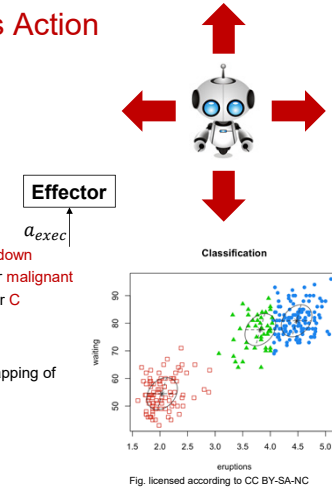 s Action
Effector
a_exec
down
r malignant
r C
Classification
pping of
waiting
90
80
70
60
50
1.5 2.0 2.5 3.0 3.5 4.0 4.5 5.0
eruptions
Fig. licensed according to CC BY-SA-NC